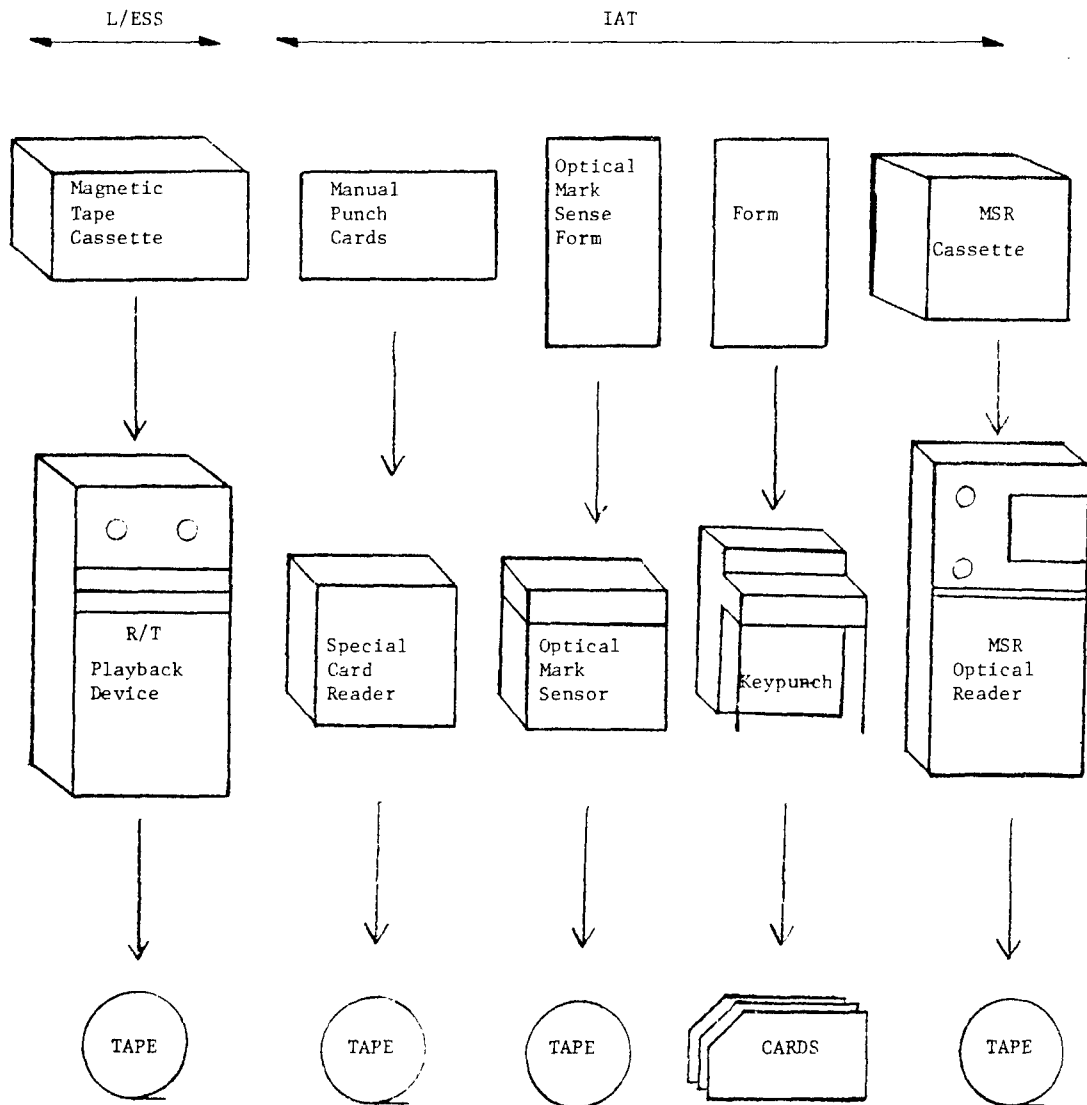 L/ESS
IAT
Magnetic
Tape
Cassette
Manual
Punch
Cards
Optical
Mark
Sense
Form
Form
MSR
Cassette
R/T
Playback
Device
Special
Card
Reader
Optical
Mark
Sensor
Keypunch
MSR
Optical
Reader
TAPE
TAPE
TAPE
CARDS
TAPE